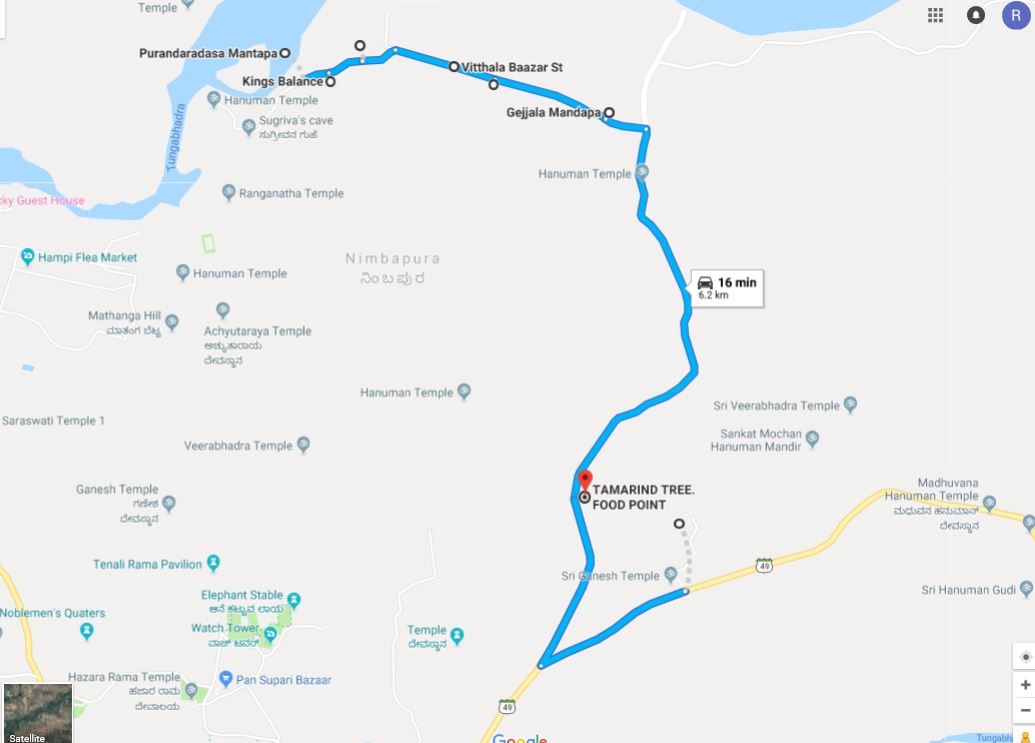 Temple
R
Purandaradasa Mantapa
Kings Balance
Vitthala Baazar St
Hanuman Temple
Gejjala Mandapa
Sugriva's cave
ಸುಗ್ರೀವನ ಗುಹೆ
Tungabhadra
Hanuman Temple
Ranganatha Temple
cky Guest House
Hampi Flea Market
Nimbapura
ನಿಂಬಪುರ
Hanuman Temple
16 min
6.2 km
Mathanga Hill
ಮಾತಂಗ ಬೆಟ್ಟ
Achyutaraya Temple
ಅಚ್ಯುತಾರಾಯ
ದೇವಸ್ಥಾನ
Hanuman Temple
Sri Veerabhadra Temple
Saraswati Temple 1
Sankat Mochan
Hanuman Mandir
Veerabhadra Temple
Ganesh Temple
ಗಣೇಶ
ದೇವಸ್ಥಾನ
TAMARIND TREE.
FOOD POINT
Madhuvana
Hanuman Temple
ಮಧುವನ ಹನುಮಾನ್
ದೇವಸ್ಥಾನ
Tenali Rama Pavilion
Sri Ganesh Temple
49
Sri Hanuman Gudi
Elephant Stable
ಆನೆ ಕಟ್ಟುವ ಲಾಯ
Noblemen's Quaters
Watch Tower
ವಾಚ್ ಟವರ್
Temple
ದೇವಸ್ಥಾನ
Hazara Rama Temple
ಹಜಾರ ರಾಮ
ದೇವಾಲಯ
Pan Supari Bazaar
49
Satellite
Google
Tungabh